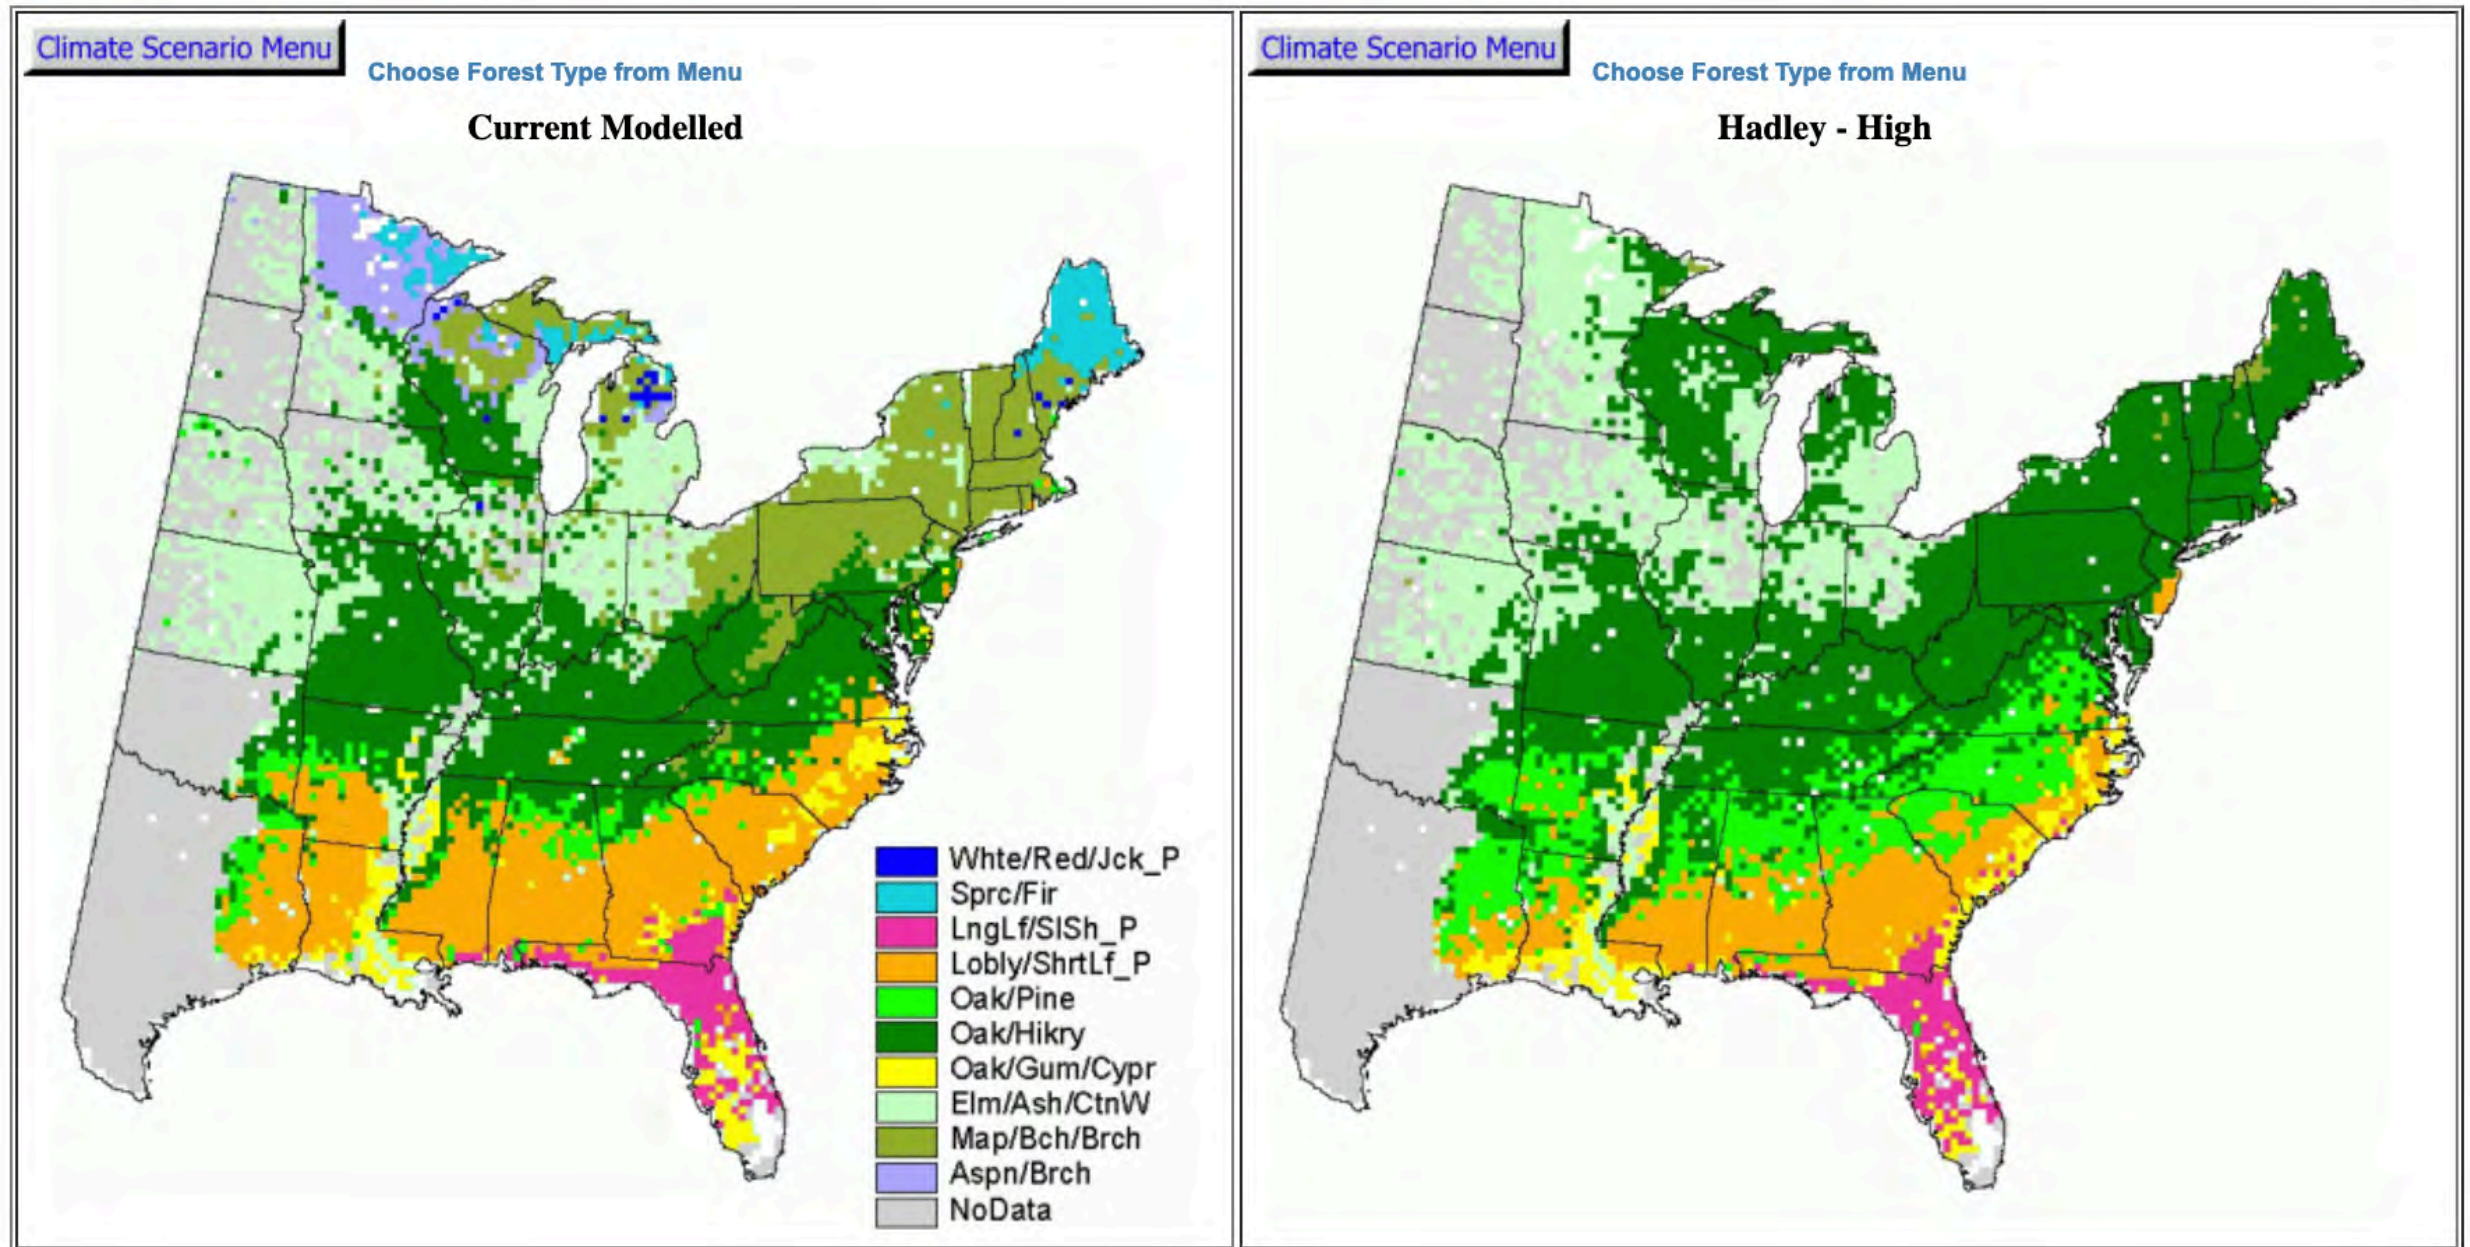 Climate Scenario Menu
Choose Forest Type from Menu
Current Modelled
Whte/Red/Jck_P
Sprc/Fir
LngLf/SlSh_P
Lobly/ShrtLf_P
Oak/Pine
Oak/Hikry
Oak/Gum/Cypr
Elm/Ash/CtnW
Map/Bch/Brch
Aspn/Brch
NoData
Climate Scenario Menu
Choose Forest Type from Menu
Hadley - High